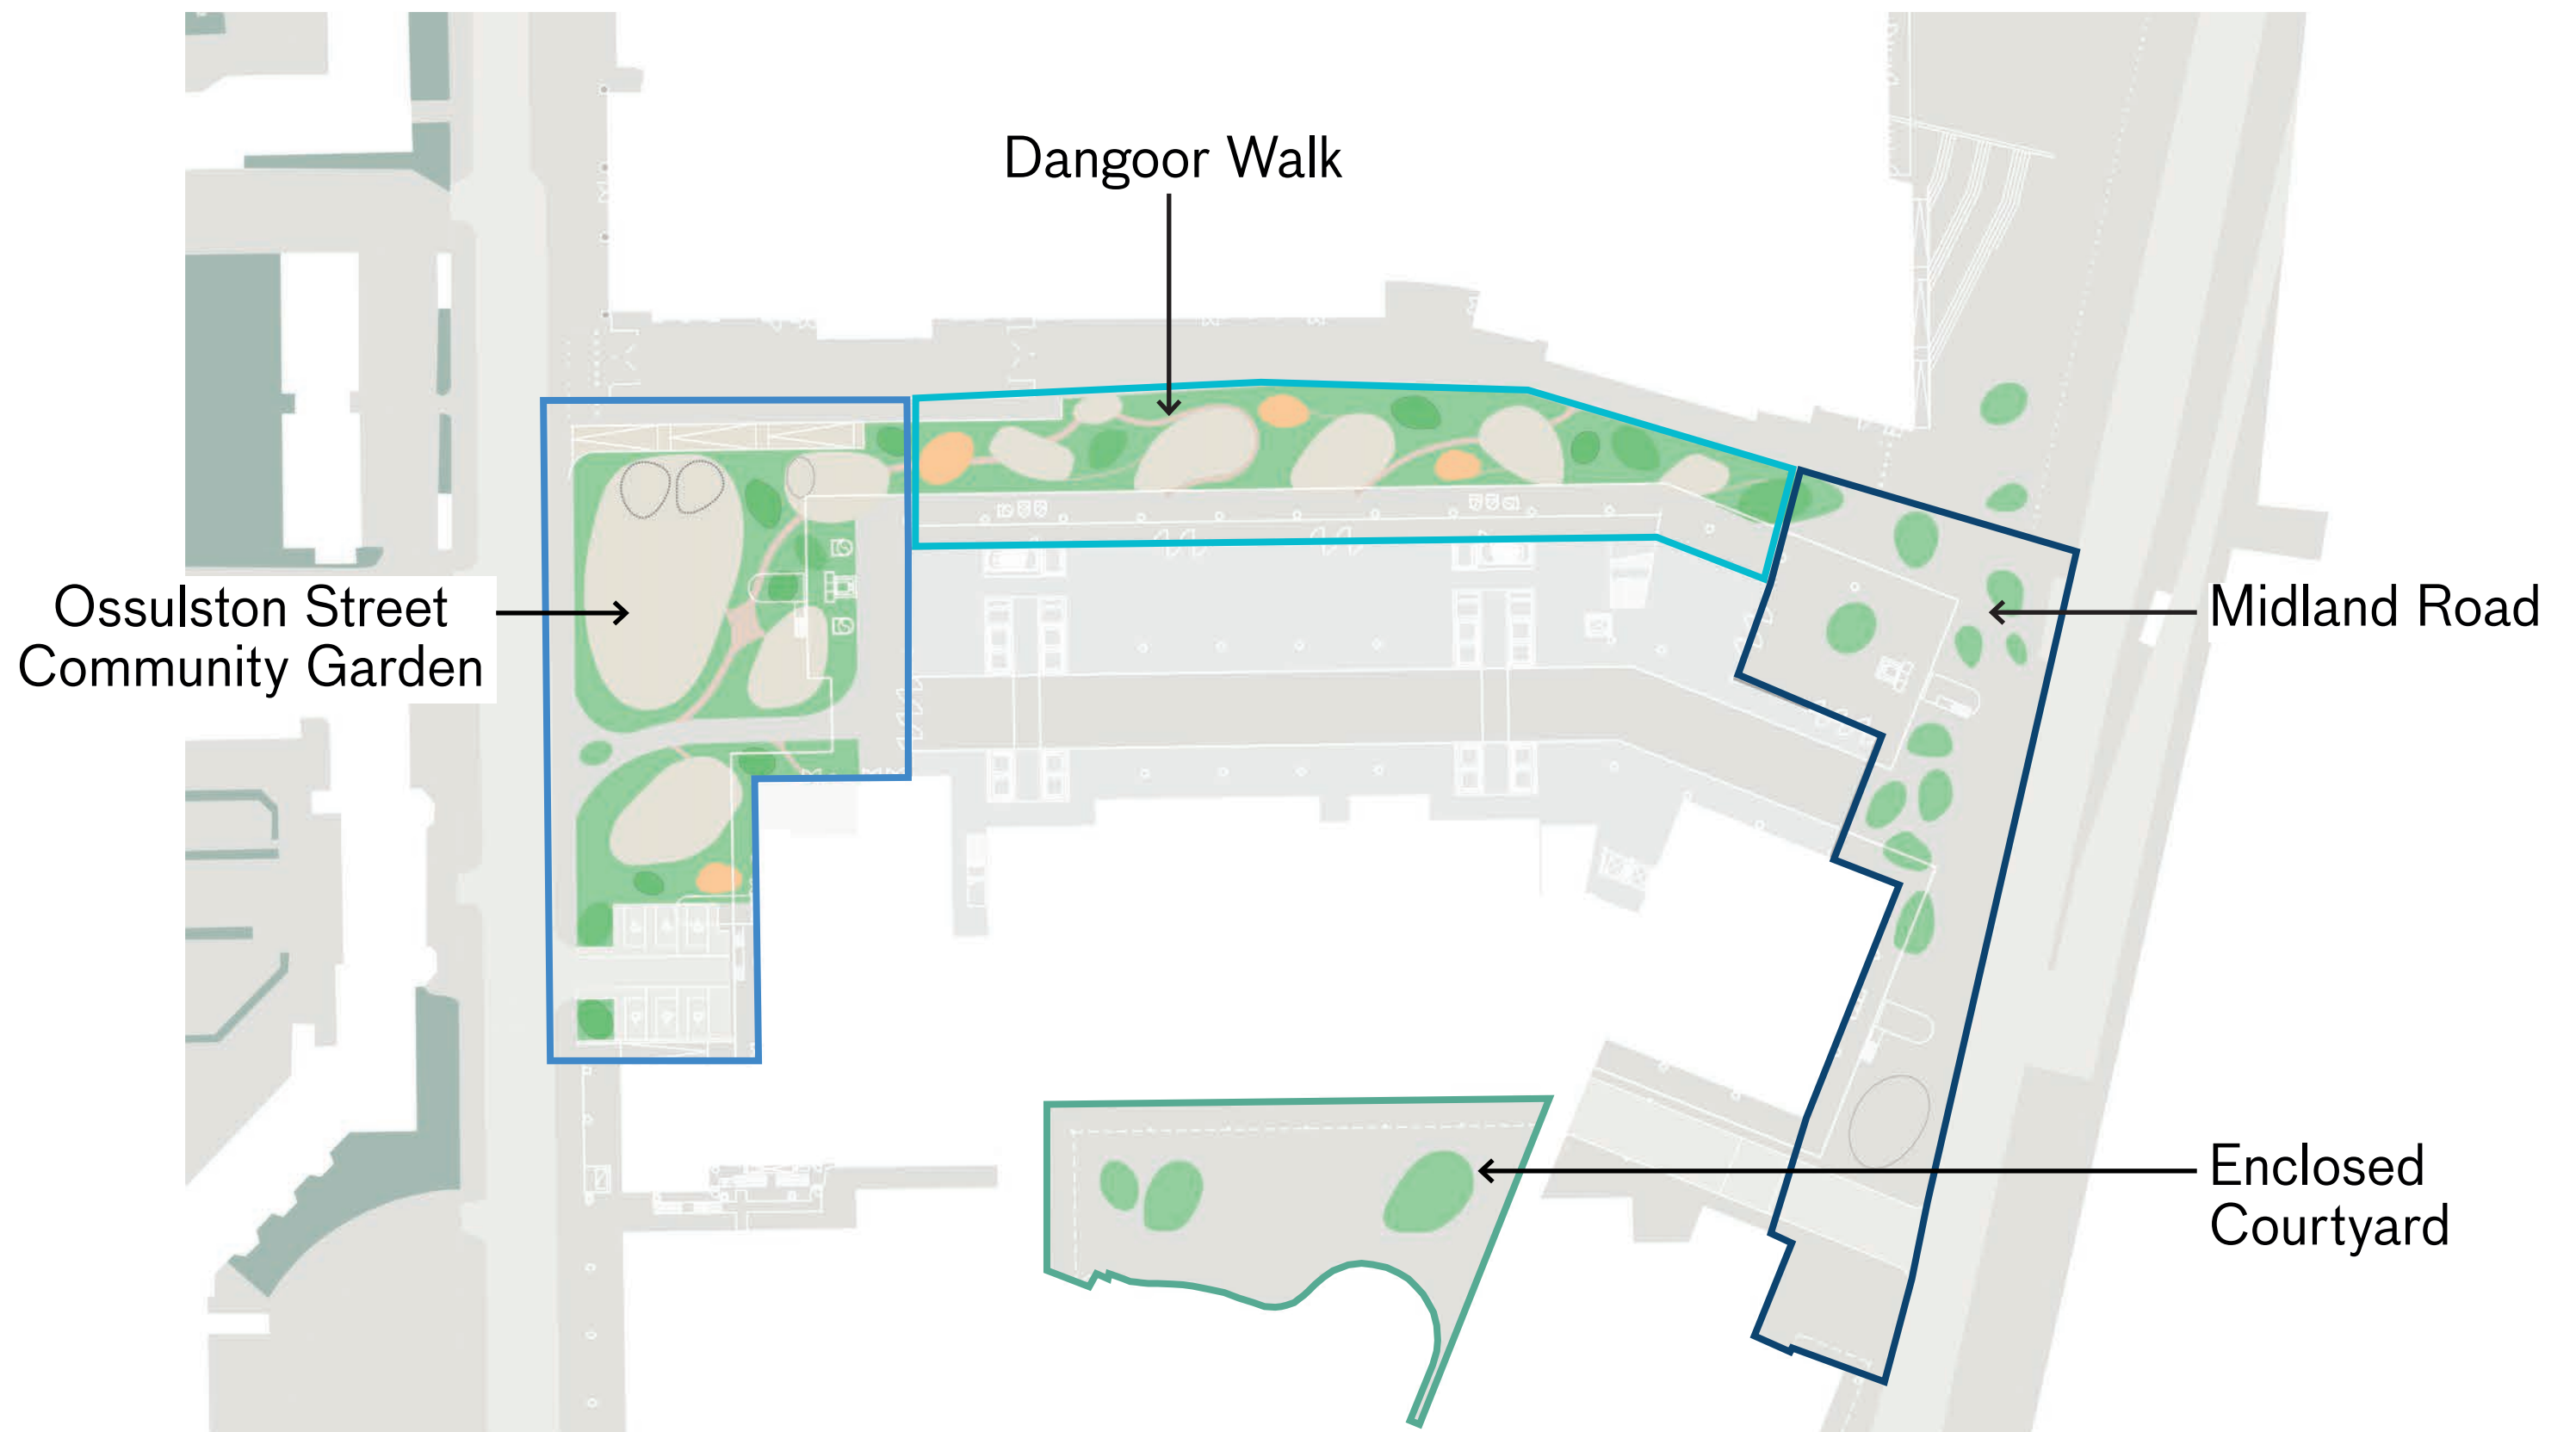 Dangoor Walk
Ossulston Street
Community Garden
Midland Road
Enclosed
Courtyard